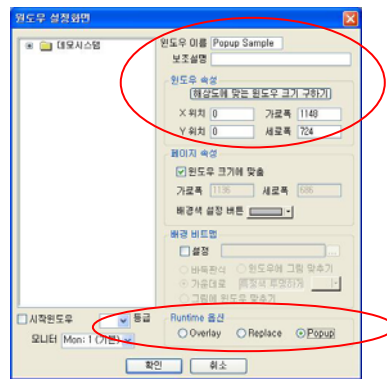 윈도우 설정화면
데모시스템
윈도우 이름 Popup Sample
보조설명
윈도우 속성
해상도에 맞는 윈도우 크기 구하기
X 위치 0 가로폭 1148
Y 위치 0 세로폭 724
페이지 속성
윈도우 크기에 맞춤
가로폭 1136 세로폭 686
배경색 설정 버튼
배경 비트맵
설정
바둑판식 윈도우에 그림 맞추기
가운데로 특정색 투명하게
그림에 윈도우 맞추기
시작윈도우 등급
모니터 Mon: 1 (기본)
Runtime 옵션
Overlay Replace Popup
확인 취소